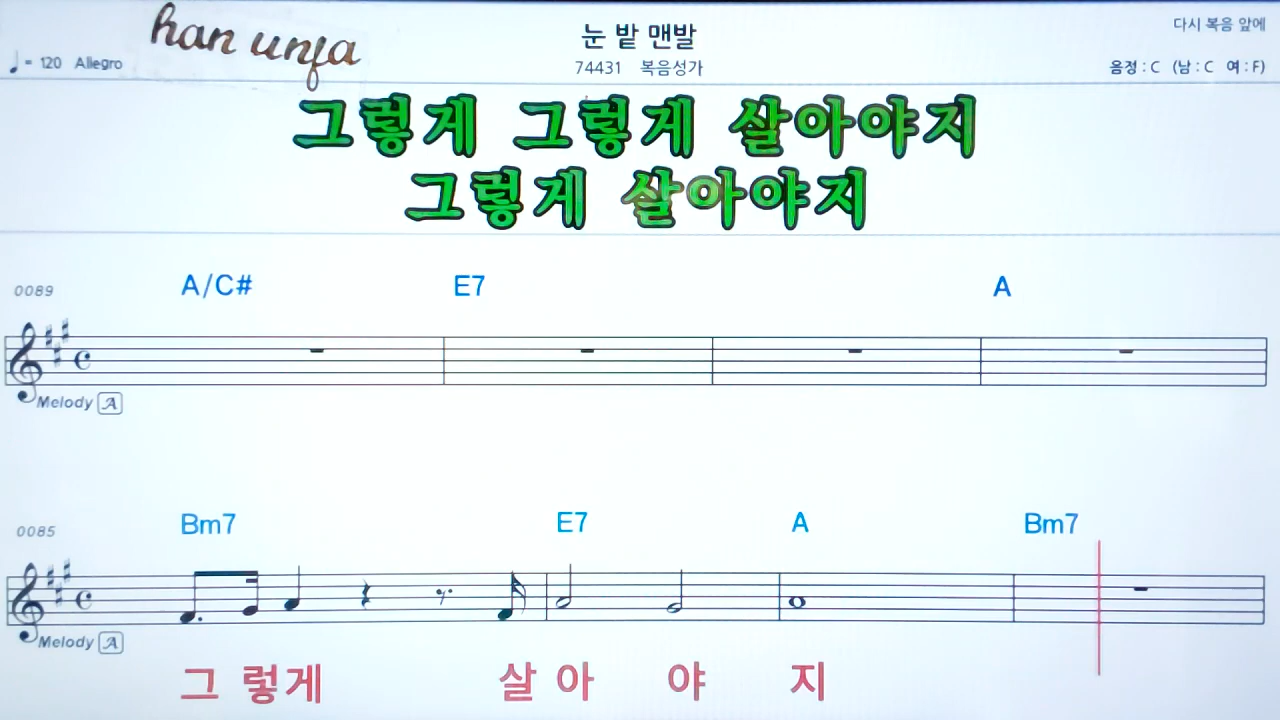 han unfa
눈 밭 맨발
다시 복음 앞에
♩= 120 Allegro
74431 복음성가
음정 : C (남 : C 여 : F)
그렇게 그렇게 살아야지
그렇게 살아야지
0089
A/C# E7 A
Melody A
0085
Bm7 E7 A Bm7
Melody A
그 렇게 살 아 야 지